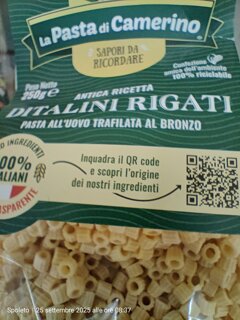 La Pasta di Camerino
SAPORI DA
RICORDARE
Peso Netto
250g e
Confezione
amica dell'ambiente
100% riciclabile
ANTICA RICETTA
DITALINI RIGATI
PASTA ALL'UOVO TRAFILATA AL BRONZO
INGREDIENTI
100%
ITALIANI
TRASPARENTE
Inquadra il QR code
e scopri l'origine
dei nostri ingredienti
Spoleto | 25 settembre 2025 alle ore 08:37